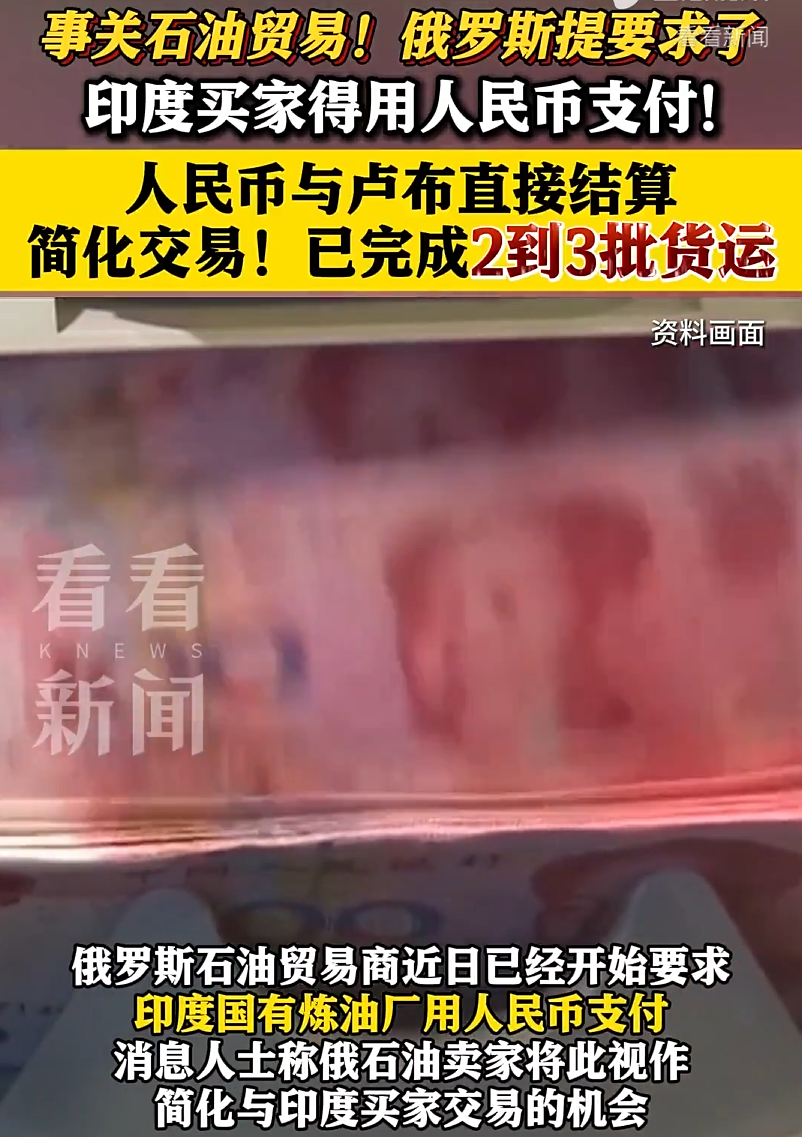 事关石油贸易！俄罗斯提要求了
看看新闻
印度买家得用人民币支付！
人民币与卢布直接结算
简化交易！已完成2到3批货运
资料画面
看看
KNEWS
新闻
俄罗斯石油贸易商近日已经开始要求
印度国有炼油厂用人民币支付
消息人士称俄石油卖家将此视作
简化与印度买家交易的机会